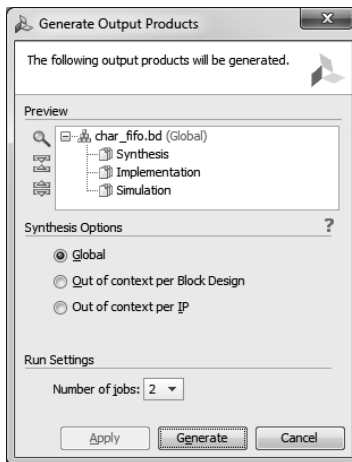 Generate Output Products
The following output products will be generated.
Preview
char_fifo.bd (Global)
Synthesis
Implementation
Simulation
Synthesis Options
?
Global
Out of context per Block Design
Out of context per IP
Run Settings
Number of jobs: 2
Apply Generate Cancel